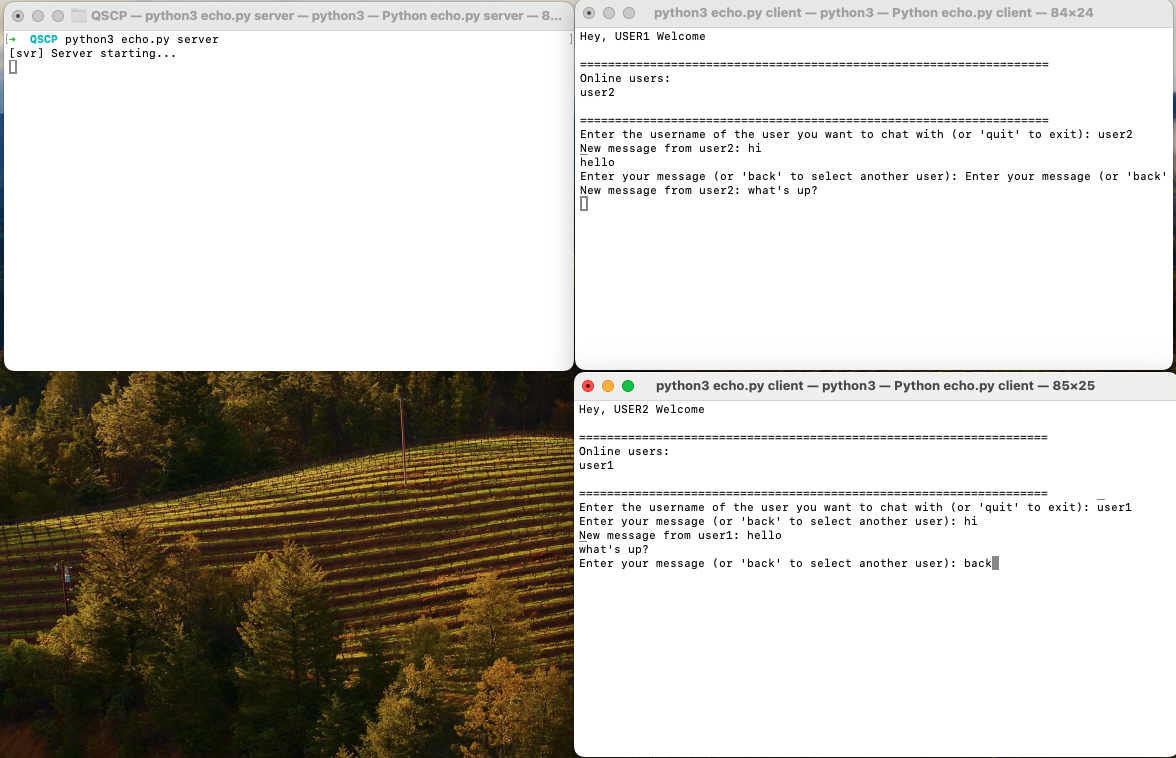 QSCP — python3 echo.py server — python3 — Python echo.py server — 8...
[→ QSCP python3 echo.py server ]
[svr] Server starting...
python3 echo.py client — python3 — Python echo.py client — 84×24
Hey, USER1 Welcome
===================================================================
Online users:
user2
===================================================================
Enter the username of the user you want to chat with (or 'quit' to exit): user2
New message from user2: hi
hello
Enter your message (or 'back' to select another user): Enter your message (or 'back'
New message from user2: what's up?
python3 echo.py client — python3 — Python echo.py client — 85×25
Hey, USER2 Welcome
===================================================================
Online users:
user1
===================================================================
Enter the username of the user you want to chat with (or 'quit' to exit): user1
Enter your message (or 'back' to select another user): hi
New message from user1: hello
what's up?
Enter your message (or 'back' to select another user): back